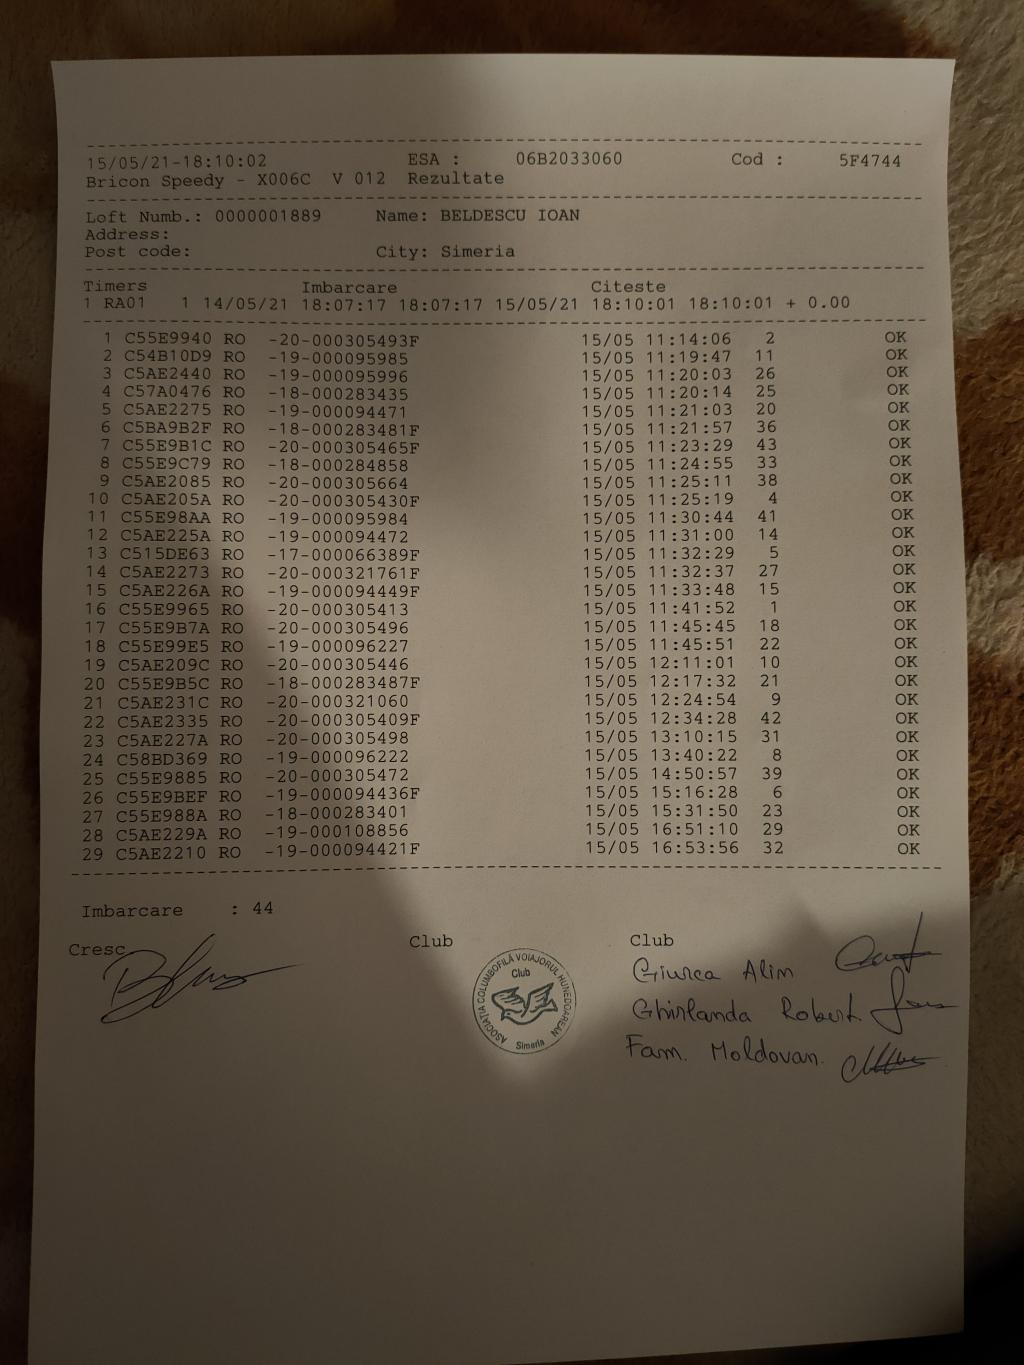 15/05/21-18:10:02 ESA : 06B2033060 Cod : 5F4744
Bricon Speedy - X006C V 012 Rezultate
Loft Numb.: 0000001889 Name: BELDESCU IOAN
Address:
Post code: City: Simeria
Timers Imbarcare Citeste
1 RA01 1 14/05/21 18:07:17 18:07:17 15/05/21 18:10:01 18:10:01 + 0.00
1 C55E9940 RO -20-000305493F 15/05 11:14:06 2 OK
2 C54B10D9 RO -19-000095985 15/05 11:19:47 11 OK
3 C5AE2440 RO -19-000095996 15/05 11:20:03 26 OK
4 C57A0476 RO -18-000283435 15/05 11:20:14 25 OK
5 C5AE2275 RO -19-000094471 15/05 11:21:03 20 OK
6 C5BA9B2F RO -18-000283481F 15/05 11:21:57 36 OK
7 C55E9B1C RO -20-000305465F 15/05 11:23:29 43 OK
8 C55E9C79 RO -18-000284858 15/05 11:24:55 33 OK
9 C5AE2085 RO -20-000305664 15/05 11:25:11 38 OK
10 C5AE205A RO -20-000305430F 15/05 11:25:19 4 OK
11 C55E98AA RO -19-000095984 15/05 11:30:44 41 OK
12 C5AE225A RO -19-000094472 15/05 11:31:00 14 OK
13 C515DE63 RO -17-000066389F 15/05 11:32:29 5 OK
14 C5AE2273 RO -20-000321761F 15/05 11:32:37 27 OK
15 C5AE226A RO -19-000094449F 15/05 11:33:48 15 OK
16 C55E9965 RO -20-000305413 15/05 11:41:52 1 OK
17 C55E9B7A RO -20-000305496 15/05 11:45:45 18 OK
18 C55E99E5 RO -19-000096227 15/05 11:45:51 22 OK
19 C5AE209C RO -20-000305446 15/05 12:11:01 10 OK
20 C55E9B5C RO -18-000283487F 15/05 12:17:32 21 OK
21 C5AE231C RO -20-000321060 15/05 12:24:54 9 OK
22 C5AE2335 RO -20-000305409F 15/05 12:34:28 42 OK
23 C5AE227A RO -20-000305498 15/05 13:10:15 31 OK
24 C58BD369 RO -19-000096222 15/05 13:40:22 8 OK
25 C55E9885 RO -20-000305472 15/05 14:50:57 39 OK
26 C55E9BEF RO -19-000094436F 15/05 15:16:28 6 OK
27 C55E988A RO -18-000283401 15/05 15:31:50 23 OK
28 C5AE229A RO -19-000108856 15/05 16:51:10 29 OK
29 C5AE2210 RO -19-000094421F 15/05 16:53:56 32 OK
Imbarcare : 44
Cresc Club Club
ASOCIAȚIA COLUMBOFILĂ VOIAJORUL HUNEDOREAN
Club
Simeria
Giurca Alin
Ghirlanda Robert
Fam. Moldovan.